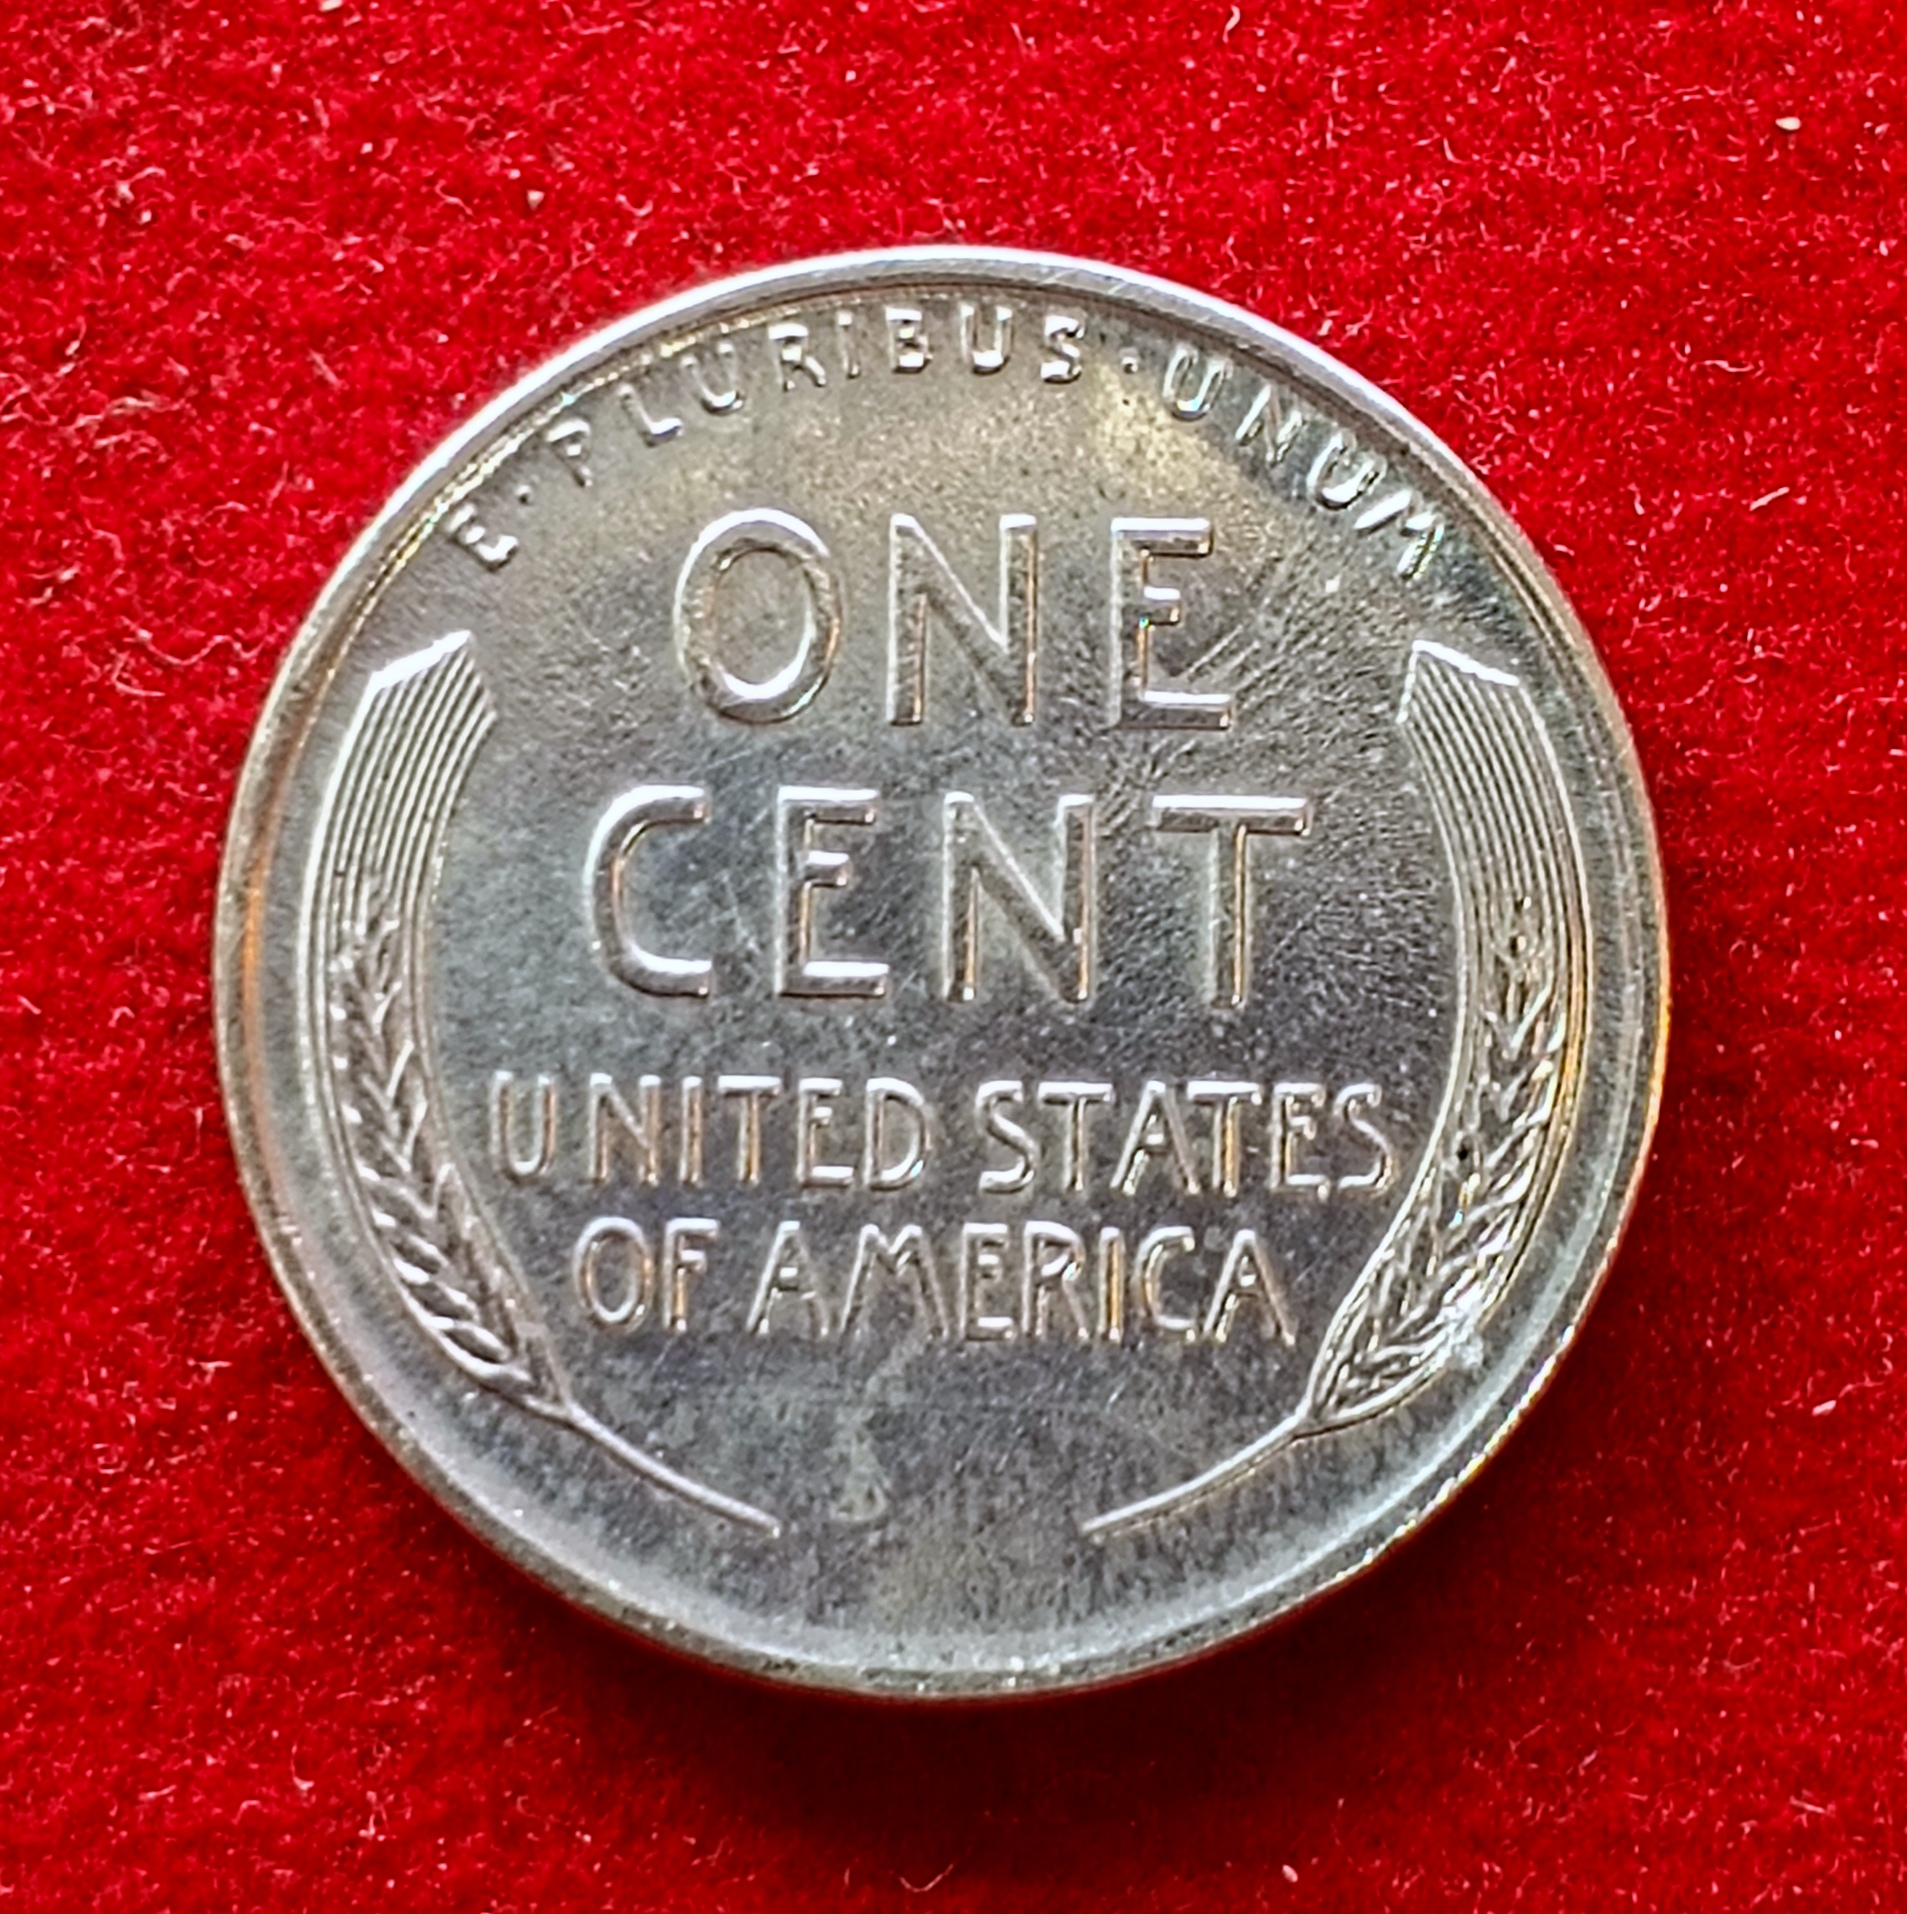 E·PLURIBUS·UNUM
ONE
CENT
UNITED STATES
OF AMERICA